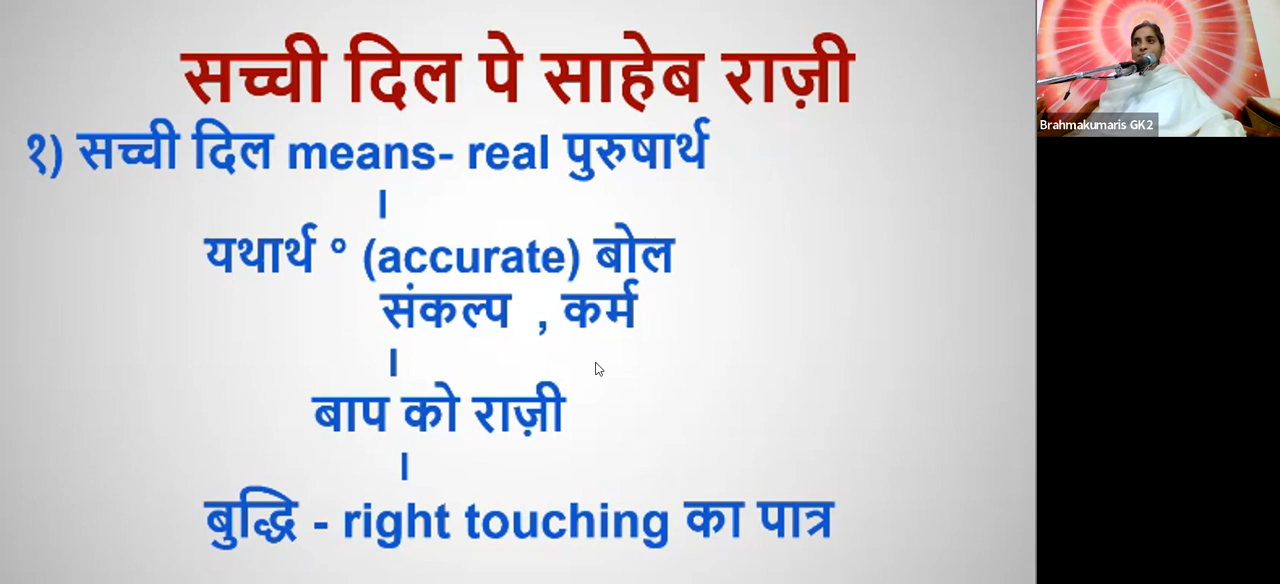 सच्ची दिल पे साहेब राज़ी
१) सच्ची दिल means- real पुरुषार्थ
यथार्थ ° (accurate) बोल
संकल्प , कर्म
बाप को राज़ी
बुद्धि - right touching का पात्र
Brahmakumaris GK2